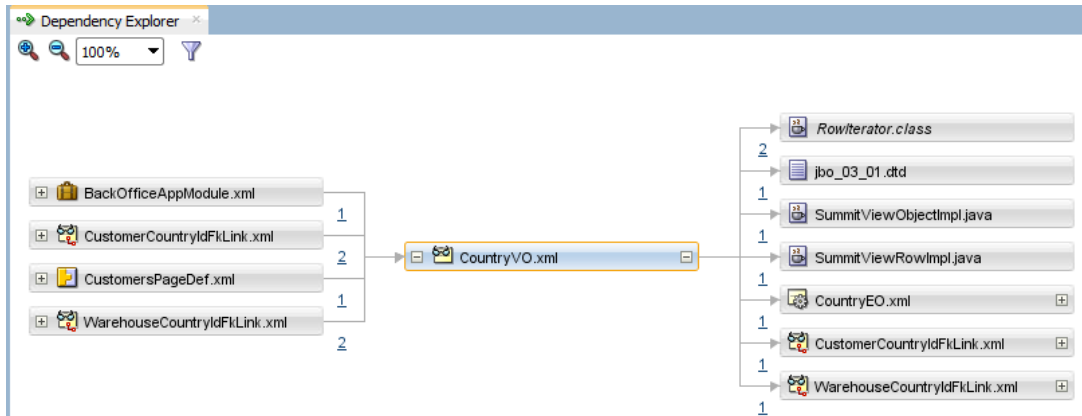 Dependency Explorer
100%
BackOfficeAppModule.xml
1
CustomerCountryIdFkLink.xml
2
CustomersPageDef.xml
1
WarehouseCountryIdFkLink.xml
2
CountryVO.xml
RowIterator.class
2
jbo_03_01.dtd
1
SummitViewObjectImpl.java
1
SummitViewRowImpl.java
1
CountryEO.xml
1
CustomerCountryIdFkLink.xml
1
WarehouseCountryIdFkLink.xml
1